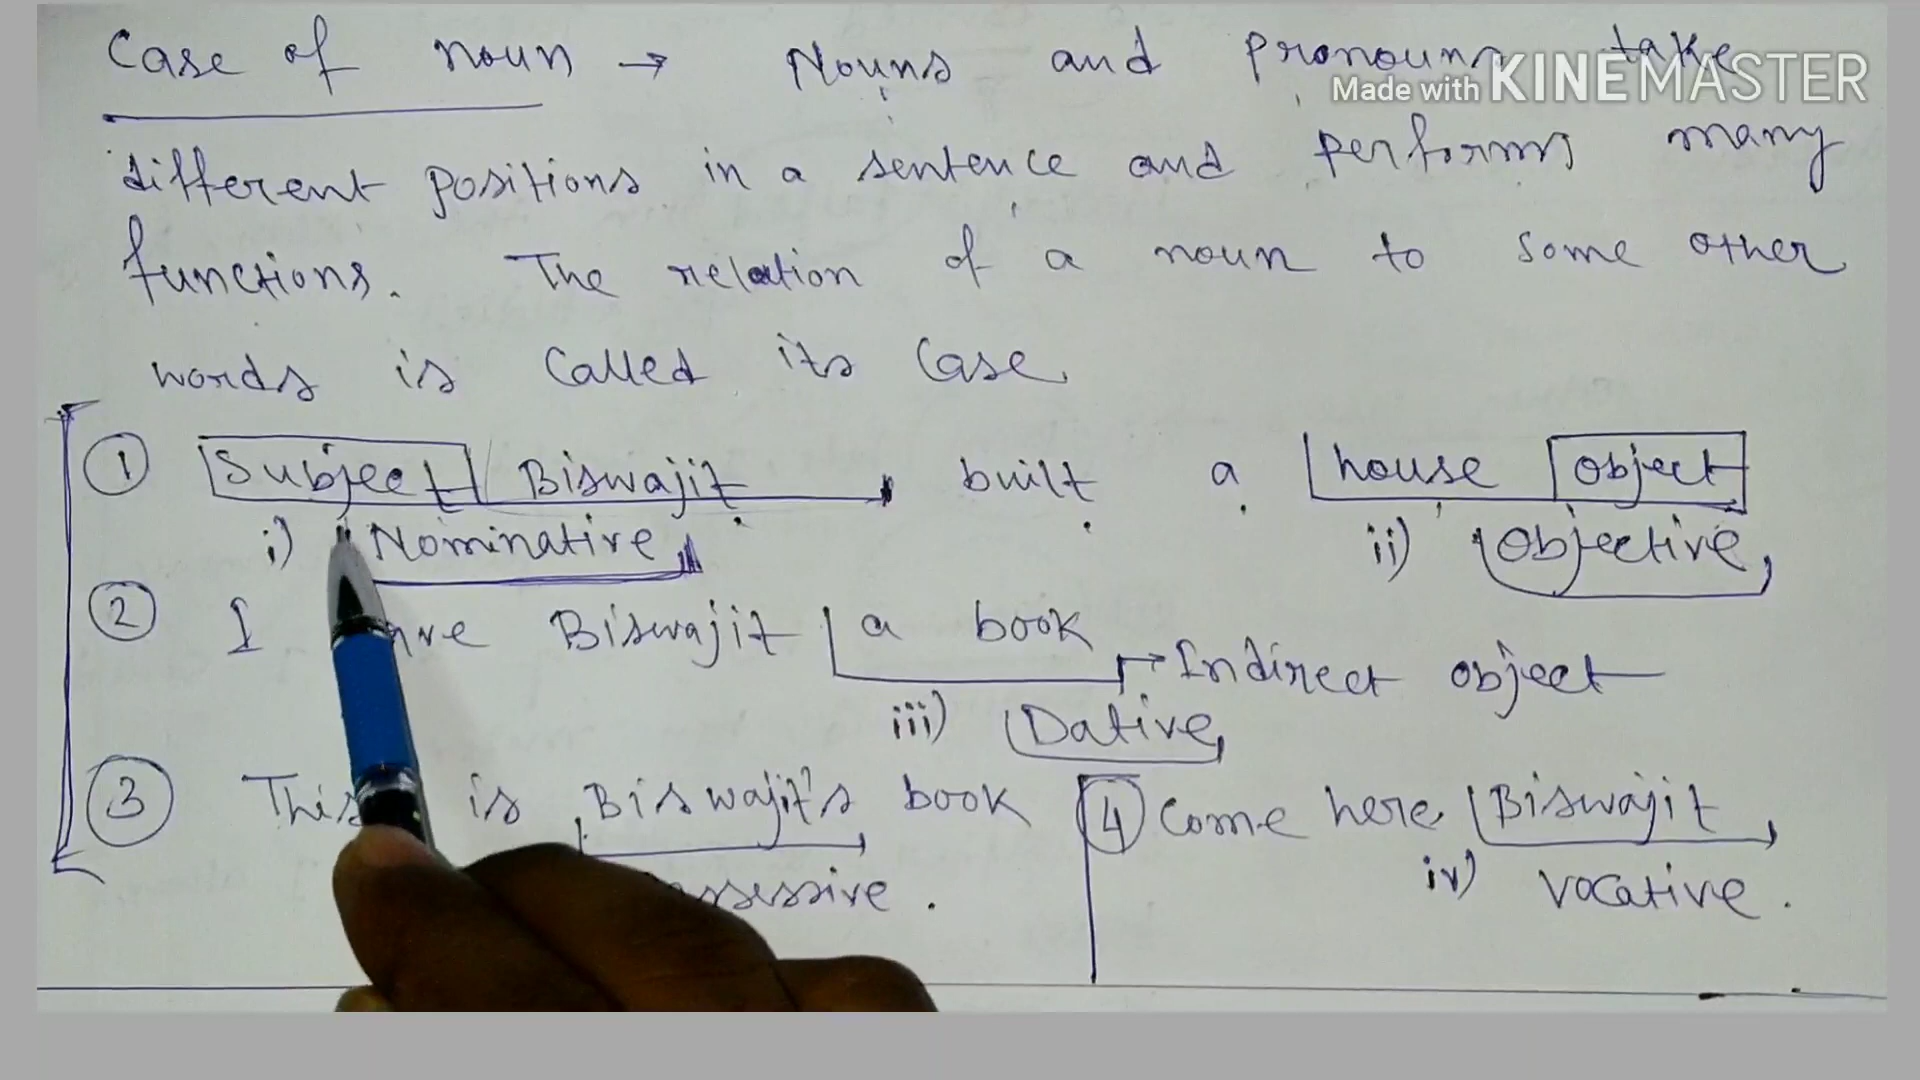 Case of noun → Nouns and pronouns take
Made with KINEMASTER
different positions in a sentence and performs many
functions. The relation of a noun to some other
words is called its case.
① Subject Biswajit built a house object
i) Nominative ii) Objective
② I Biswajit a book
→ Indirect object
iii) Dative
③ This is Biswajit's book ④ Come here, Biswajit
iv) vocative.